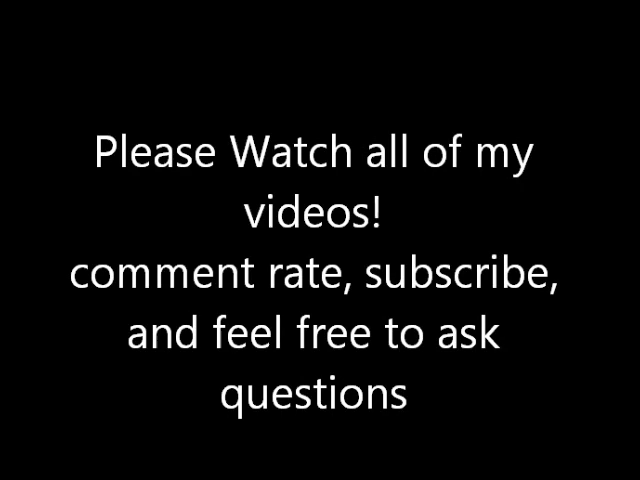 Please Watch all of my
videos!
comment rate, subscribe,
and feel free to ask
questions